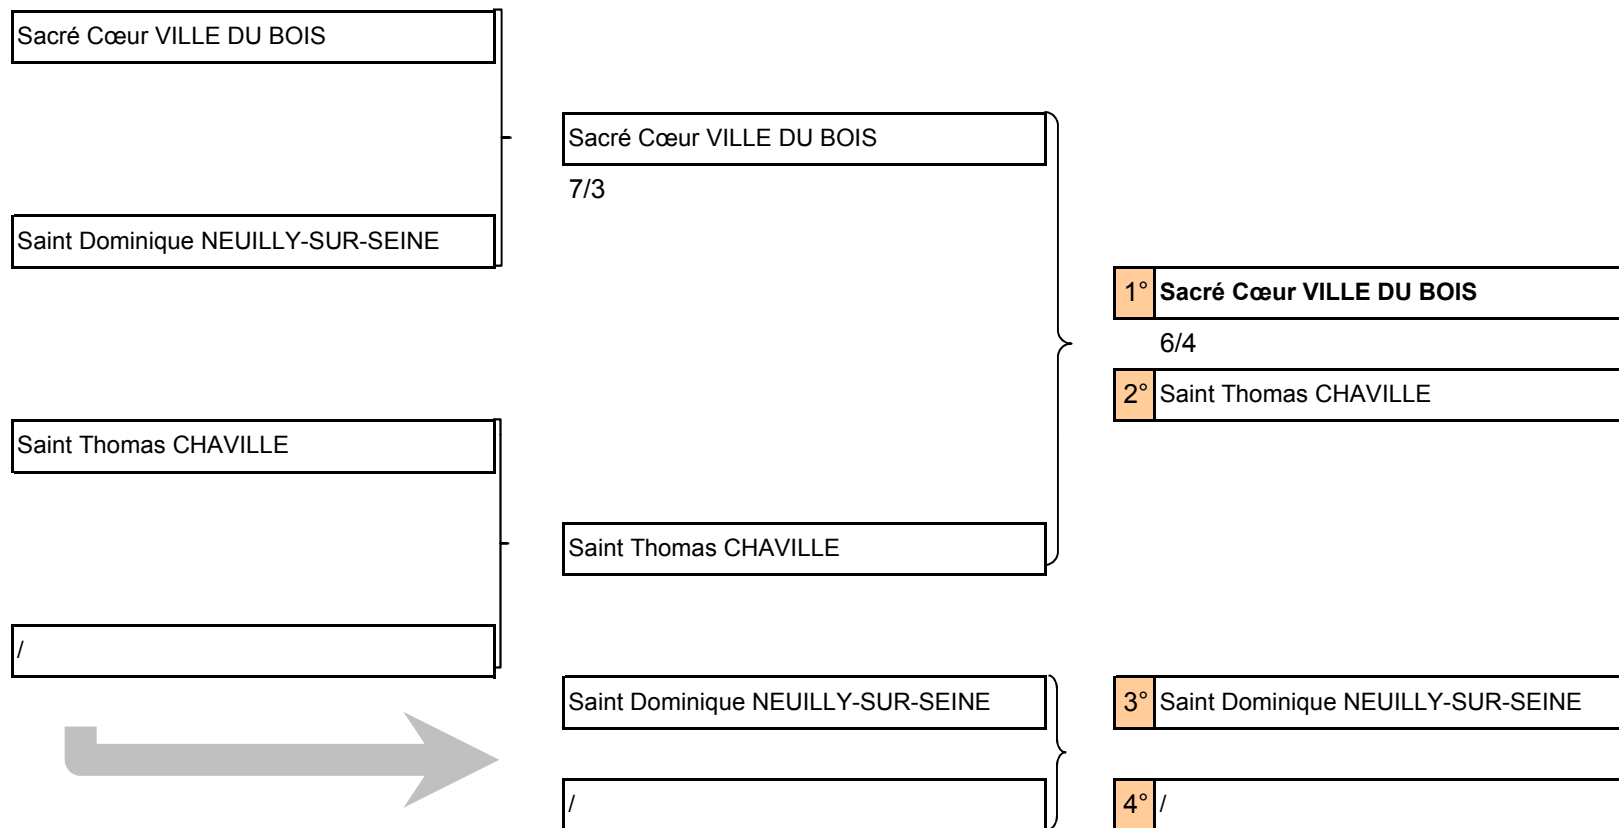 Sacré Cœur VILLE DU BOIS
Saint Dominique NEUILLY-SUR-SEINE
Saint Thomas CHAVILLE
/
Sacré Cœur VILLE DU BOIS
7/3
Saint Thomas CHAVILLE
Saint Dominique NEUILLY-SUR-SEINE
/
1° Sacré Cœur VILLE DU BOIS
6/4
2° Saint Thomas CHAVILLE
3° Saint Dominique NEUILLY-SUR-SEINE
4° /